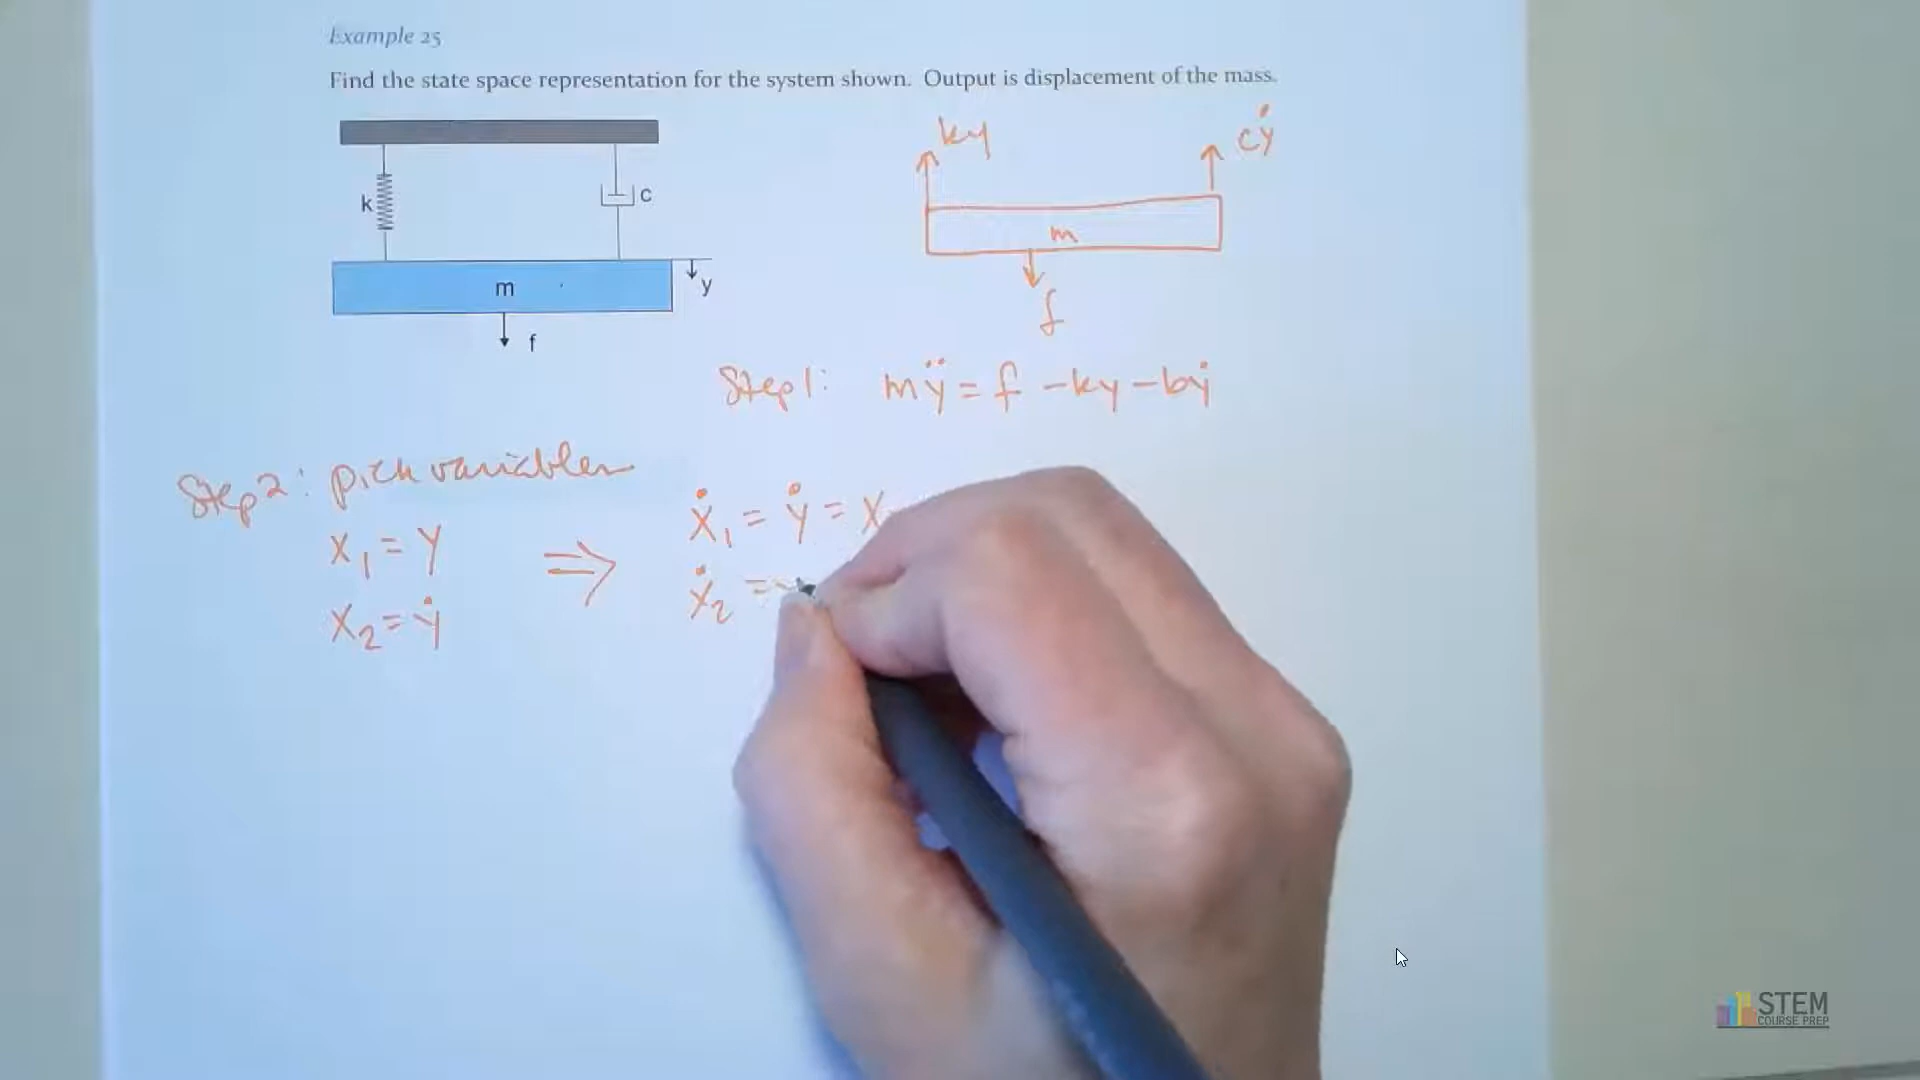 Example 25
Find the state space representation for the system shown. Output is displacement of the mass.
k
c
m
y
f
ky
cẏ
m
f
Step 1: mÿ = f - ky - bẏ
Step 2: pick variables
x₁ = y
x₂ = ẏ
⇒
ẋ₁ = ẏ = x
ẋ₂ =
STEM
COURSE PREP